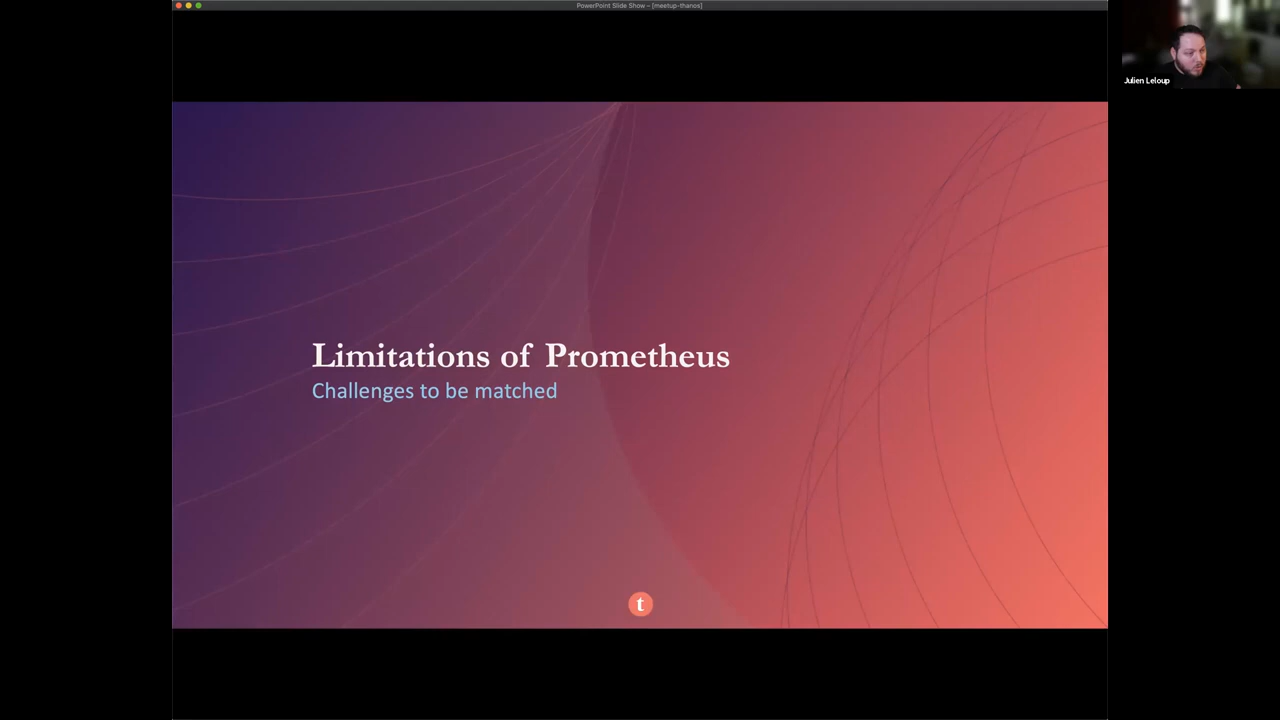 PowerPoint Slide Show – [meetup-thanos]
Julien Leloup
Limitations of Prometheus
Challenges to be matched
t